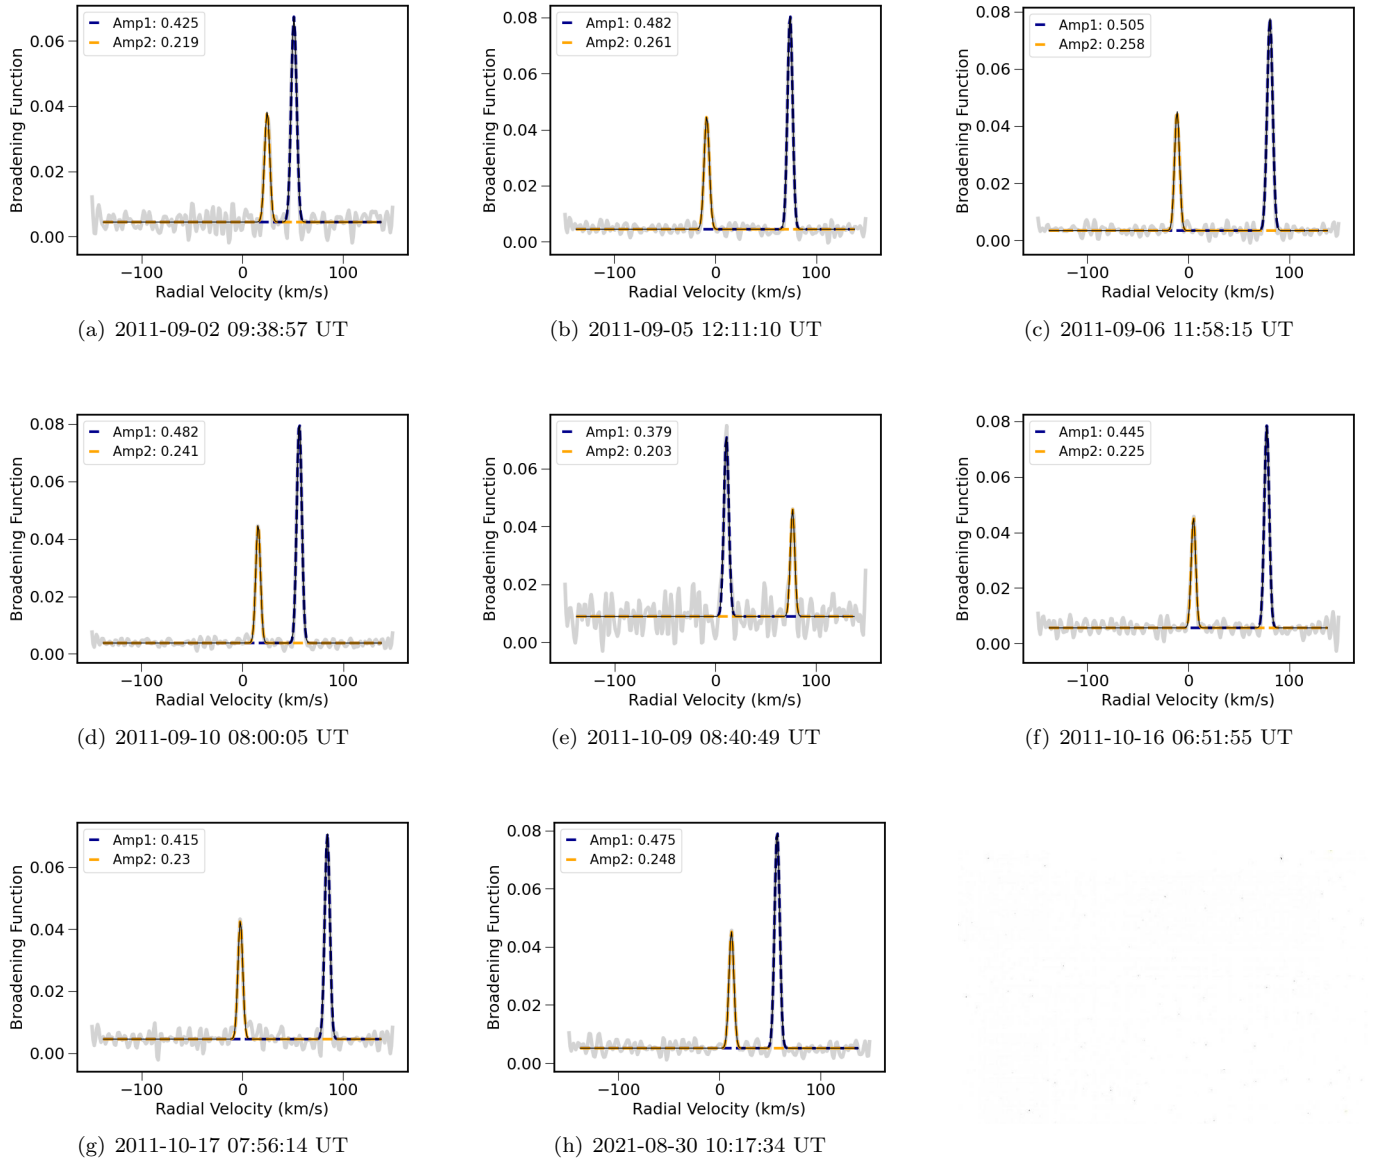 Amp1: 0.425
Amp2: 0.219
0.06
0.04
0.02
0.00
Broadening Function
−100 0 100
Radial Velocity (km/s)
(a) 2011-09-02 09:38:57 UT
Amp1: 0.482
Amp2: 0.261
0.08
0.06
0.04
0.02
0.00
Broadening Function
−100 0 100
Radial Velocity (km/s)
(b) 2011-09-05 12:11:10 UT
Amp1: 0.505
Amp2: 0.258
0.08
0.06
0.04
0.02
0.00
Broadening Function
−100 0 100
Radial Velocity (km/s)
(c) 2011-09-06 11:58:15 UT
Amp1: 0.482
Amp2: 0.241
0.08
0.06
0.04
0.02
0.00
Broadening Function
−100 0 100
Radial Velocity (km/s)
(d) 2011-09-10 08:00:05 UT
Amp1: 0.379
Amp2: 0.203
0.06
0.04
0.02
0.00
Broadening Function
−100 0 100
Radial Velocity (km/s)
(e) 2011-10-09 08:40:49 UT
Amp1: 0.445
Amp2: 0.225
0.08
0.06
0.04
0.02
0.00
Broadening Function
−100 0 100
Radial Velocity (km/s)
(f) 2011-10-16 06:51:55 UT
Amp1: 0.415
Amp2: 0.23
0.06
0.04
0.02
0.00
Broadening Function
−100 0 100
Radial Velocity (km/s)
(g) 2011-10-17 07:56:14 UT
Amp1: 0.475
Amp2: 0.248
0.08
0.06
0.04
0.02
0.00
Broadening Function
−100 0 100
Radial Velocity (km/s)
(h) 2021-08-30 10:17:34 UT